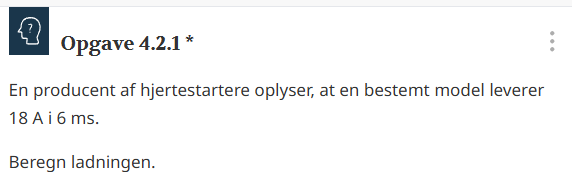 Opgave 4.2.1 *
En producent af hjertestartere oplyser, at en bestemt model leverer
18 A i 6 ms.
Beregn ladningen.